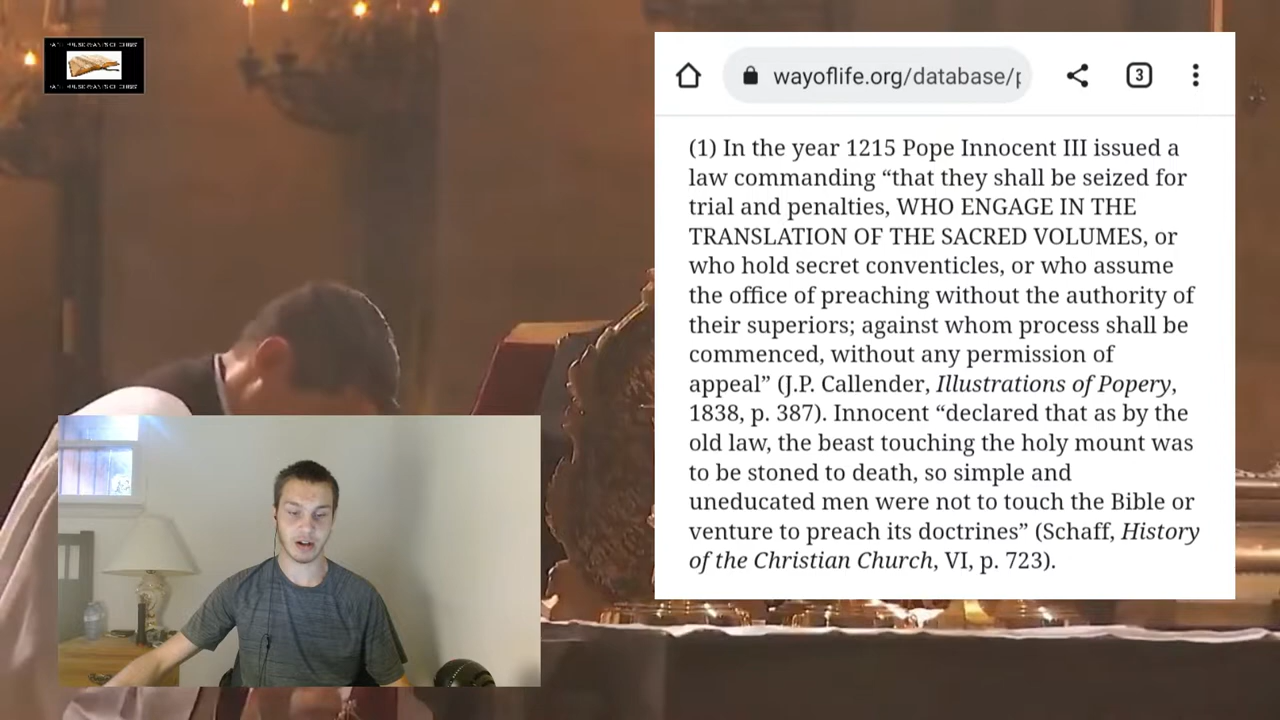 wayoflife.org/database/p
3
(1) In the year 1215 Pope Innocent III issued a
law commanding “that they shall be seized for
trial and penalties, WHO ENGAGE IN THE
TRANSLATION OF THE SACRED VOLUMES, or
who hold secret conventicles, or who assume
the office of preaching without the authority of
their superiors; against whom process shall be
commenced, without any permission of
appeal” (J.P. Callender, Illustrations of Popery,
1838, p. 387). Innocent “declared that as by the
old law, the beast touching the holy mount was
to be stoned to death, so simple and
uneducated men were not to touch the Bible or
venture to preach its doctrines” (Schaff, History
of the Christian Church, VI, p. 723).